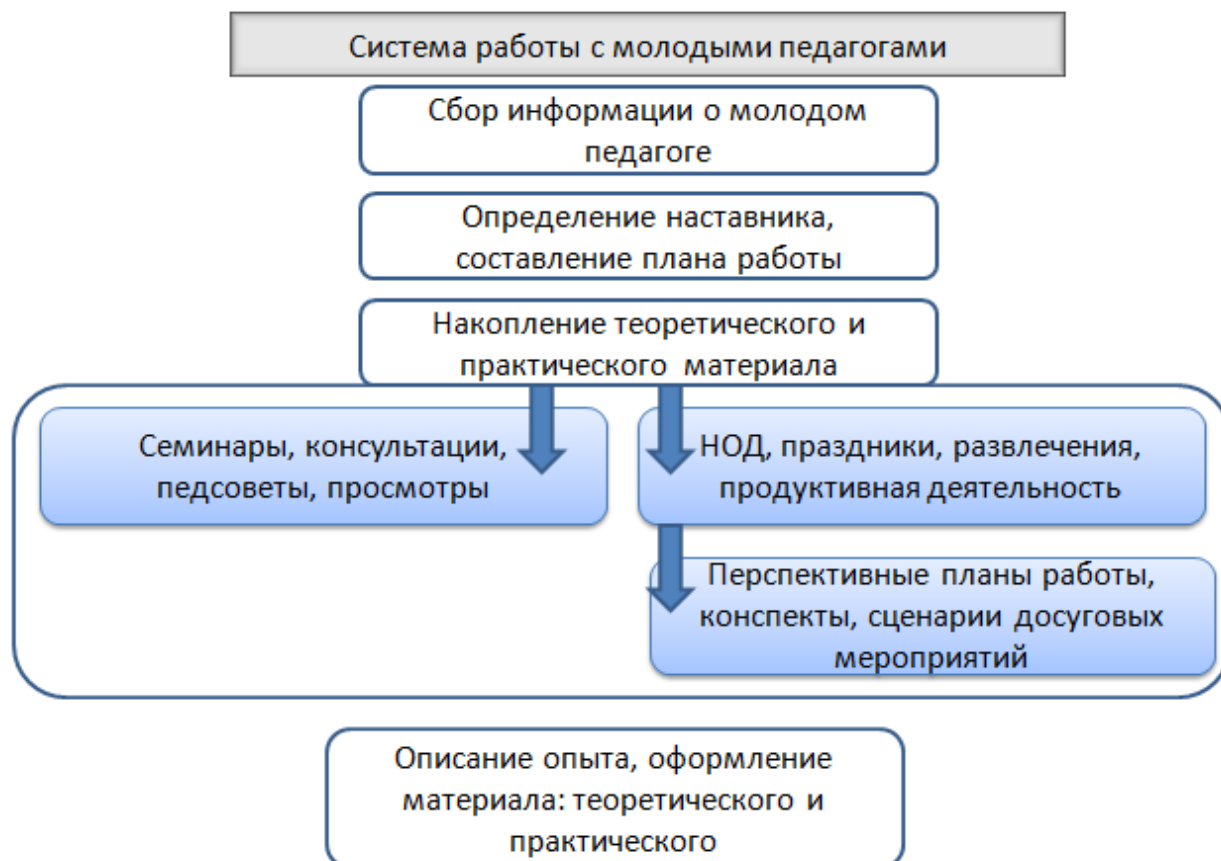 Система работы с молодыми педагогами
Сбор информации о молодом
педагоге
Определение наставника,
составление плана работы
Накопление теоретического и
практического материала
Семинары, консультации,
педсоветы, просмотры
НОД, праздники, развлечения,
продуктивная деятельность
Перспективные планы работы,
конспекты, сценарии досуговых
мероприятий
Описание опыта, оформление
материала: теоретического и
практического